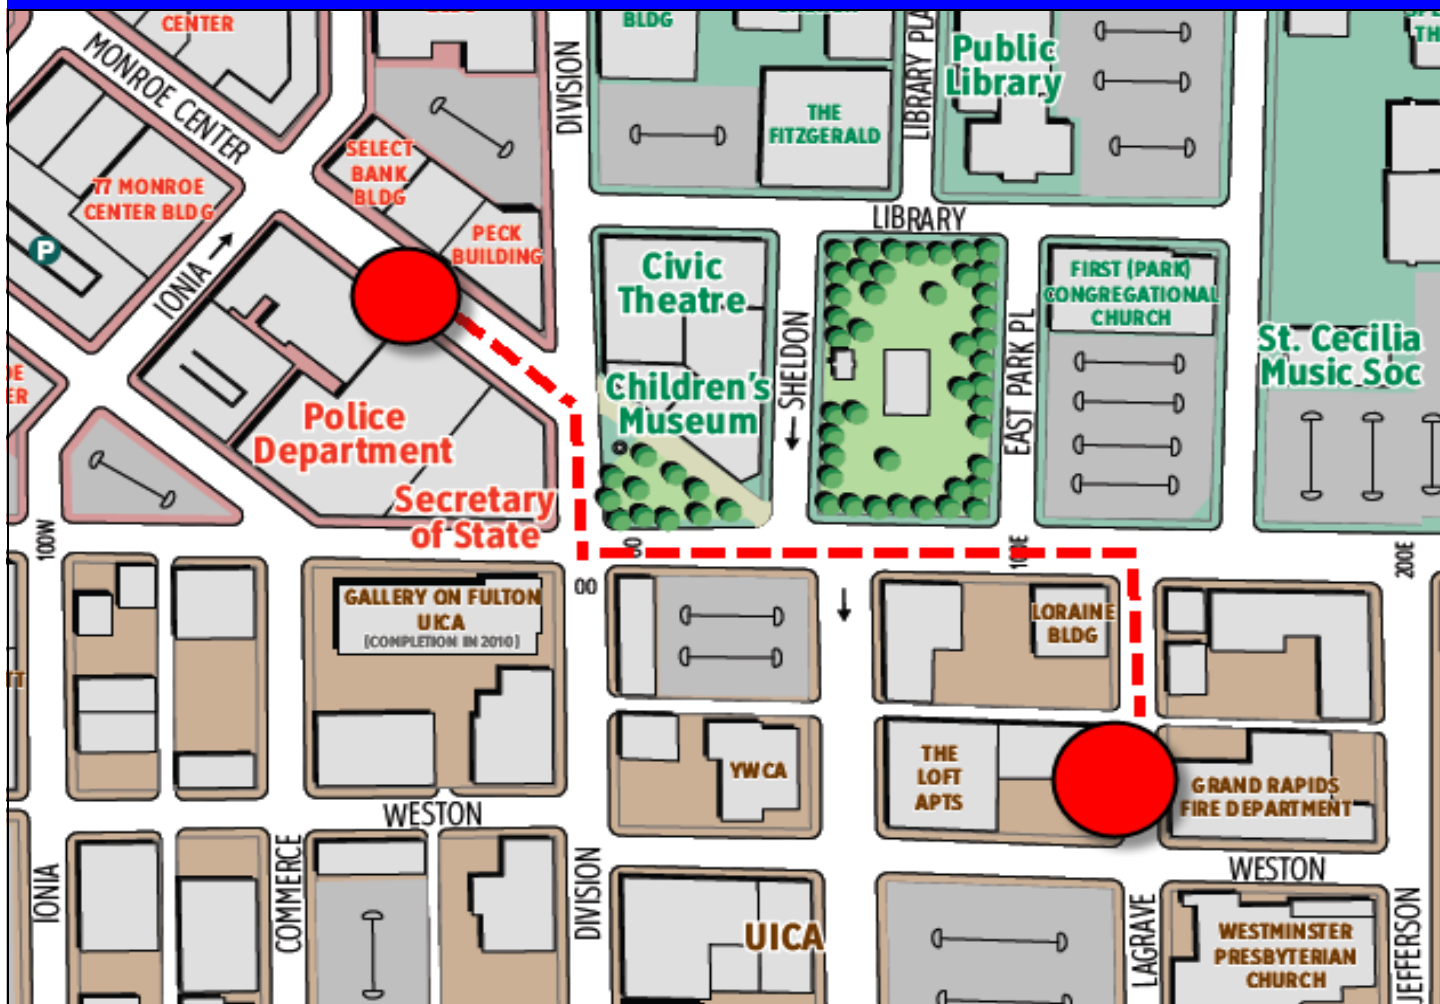 CENTER
BLDG
MONROE CENTER
DIVISION
LIBRARY PLA
Public
Library
THE
FITZGERALD
SELECT
BANK
BLDG
77 MONROE
CENTER BLDG
P
PECK
BUILDING
IONIA
LIBRARY
Civic
Theatre
FIRST (PARK)
CONGREGATIONAL
CHURCH
SHELDON
EAST PARK PL
St. Cecilia
Music Soc
Children's
Museum
Police
Department
Secretary
of State
100W
00
100E
200E
00
GALLERY ON FULTON
UICA
(COMPLETION IN 2010)
LORAINE
BLDG
YWCA
THE
LOFT
APTS
GRAND RAPIDS
FIRE DEPARTMENT
WESTON
WESTON
IONIA
COMMERCE
DIVISION
UICA
LAGRAVE
WESTMINSTER
PRESBYTERIAN
CHURCH
JEFFERSON